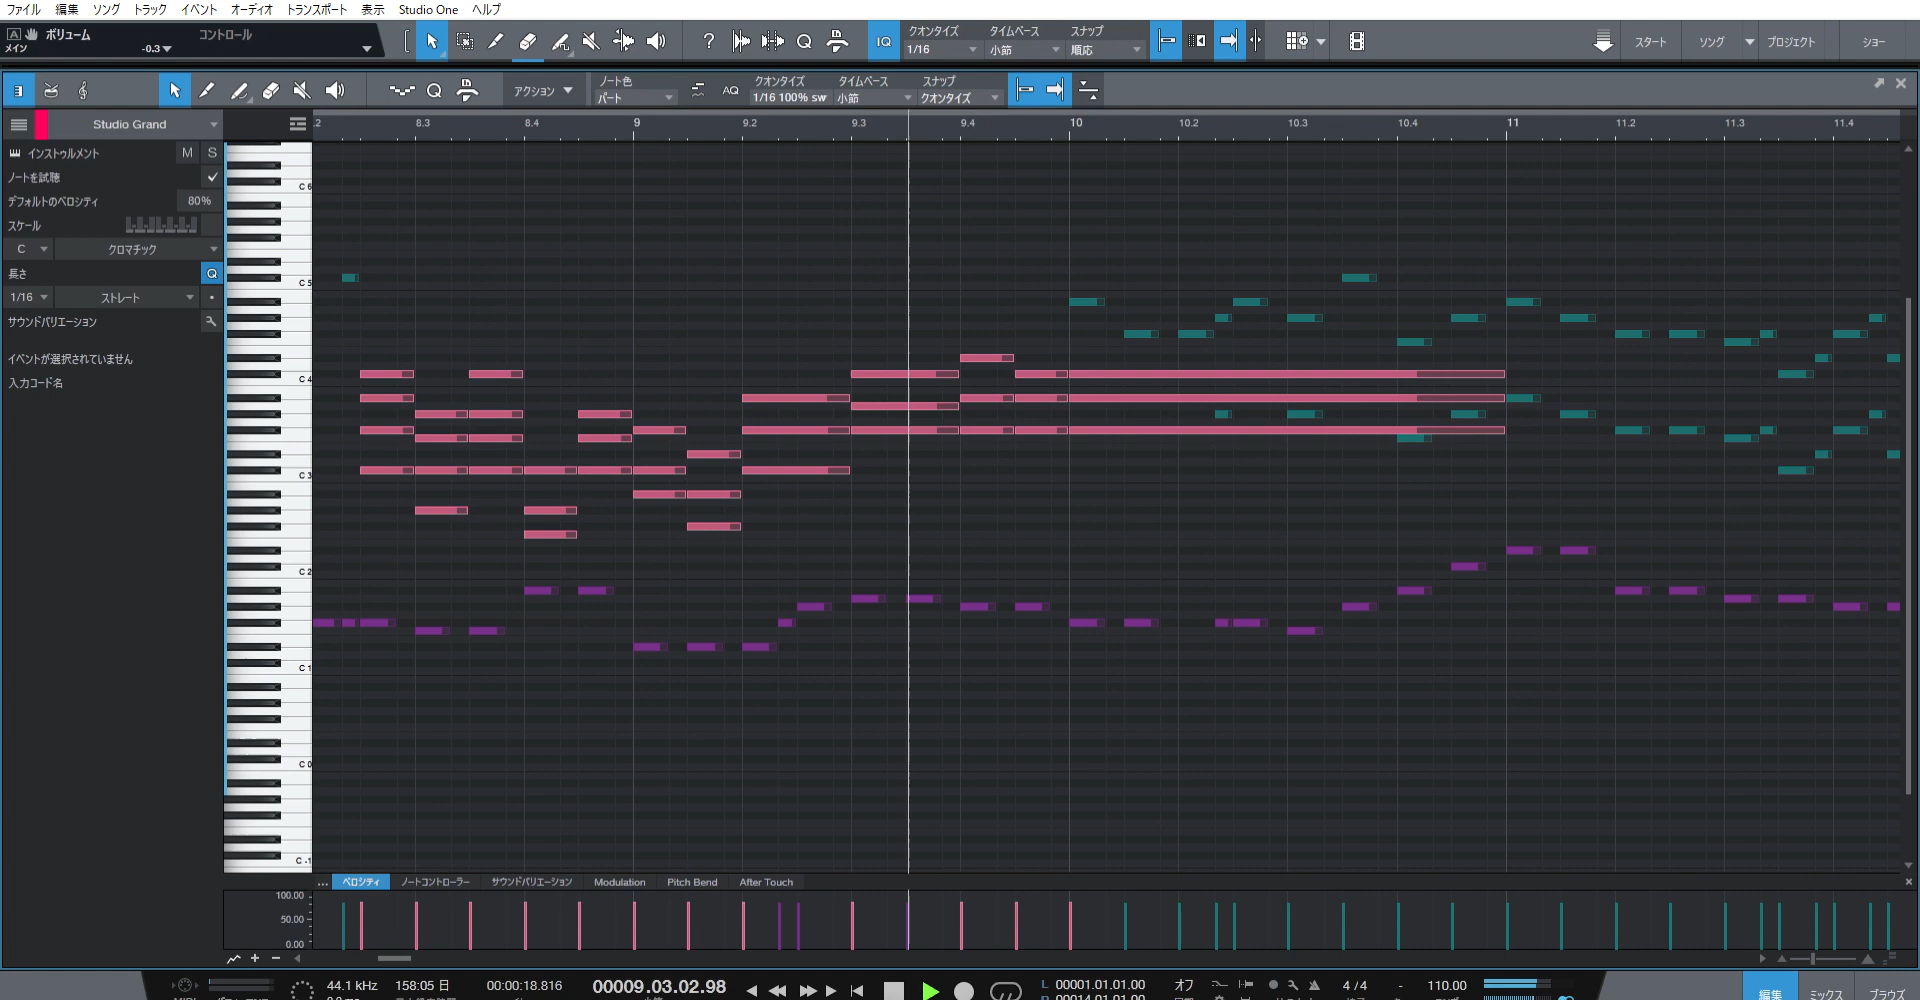 ファイル 編集 ソング トラック イベント オーディオ トランスポート 表示 Studio One ヘルプ
A ボリューム コントロール
メイン -0.3
クオンタイズ タイムベース スナップ
IQ 1/16 小節 順応
スタート ソング プロジェクト ショー
アクション
ノート色 クオンタイズ タイムベース スナップ
パート AQ 1/16 100% sw 小節 クオンタイズ
Studio Grand
.2 8.3 8.4 9 9.2 9.3 9.4 10 10.2 10.3 10.4 11 11.2 11.3 11.4
インストゥルメント M S
ノートを試聴
デフォルトのベロシティ 80%
スケール
C クロマチック
長さ Q
1/16 ストレート
サウンドバリエーション
イベントが選択されていません
入力コード名
C 6
C 5
C 4
C 3
C 2
C 1
C 0
C -1
... ベロシティ ノートコントローラー サウンドバリエーション Modulation Pitch Bend After Touch
100.00
50.00
0.00
44.1 kHz 158:05 日 00:00:18.816 00009.03.02.98 L 00001.01.01.00 オフ 4 / 4 - 110.00
編集 ミックス ブラウズ